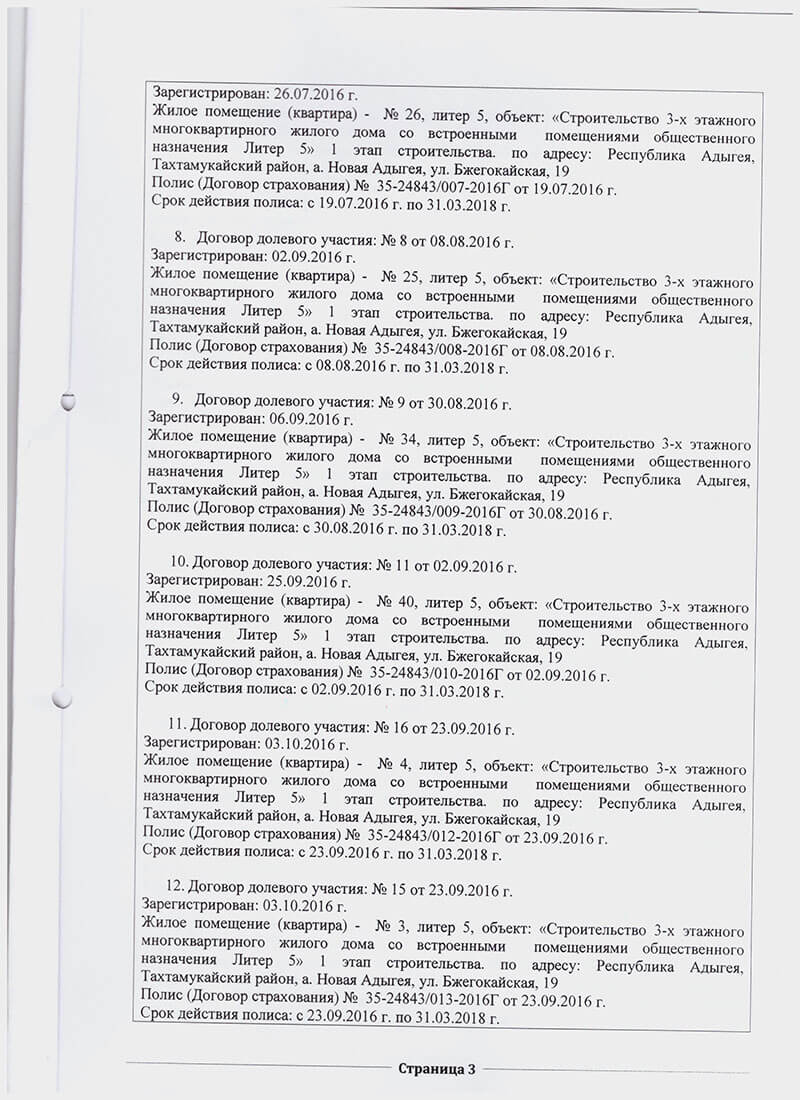 Зарегистрирован: 26.07.2016 г.
Жилое помещение (квартира) - № 26, литер 5, объект: «Строительство 3-х этажного
многоквартирного жилого дома со встроенными помещениями общественного
назначения Литер 5» 1 этап строительства. по адресу: Республика Адыгея,
Тахтамукайский район, а. Новая Адыгея, ул. Бжегокайская, 19
Полис (Договор страхования) № 35-24843/007-2016Г от 19.07.2016 г.
Срок действия полиса: с 19.07.2016 г. по 31.03.2018 г.
8. Договор долевого участия: № 8 от 08.08.2016 г.
Зарегистрирован: 02.09.2016 г.
Жилое помещение (квартира) - № 25, литер 5, объект: «Строительство 3-х этажного
многоквартирного жилого дома со встроенными помещениями общественного
назначения Литер 5» 1 этап строительства. по адресу: Республика Адыгея,
Тахтамукайский район, а. Новая Адыгея, ул. Бжегокайская, 19
Полис (Договор страхования) № 35-24843/008-2016Г от 08.08.2016 г.
Срок действия полиса: с 08.08.2016 г. по 31.03.2018 г.
9. Договор долевого участия: № 9 от 30.08.2016 г.
Зарегистрирован: 06.09.2016 г.
Жилое помещение (квартира) - № 34, литер 5, объект: «Строительство 3-х этажного
многоквартирного жилого дома со встроенными помещениями общественного
назначения Литер 5» 1 этап строительства. по адресу: Республика Адыгея,
Тахтамукайский район, а. Новая Адыгея, ул. Бжегокайская, 19
Полис (Договор страхования) № 35-24843/009-2016Г от 30.08.2016 г.
Срок действия полиса: с 30.08.2016 г. по 31.03.2018 г.
10. Договор долевого участия: № 11 от 02.09.2016 г.
Зарегистрирован: 25.09.2016 г.
Жилое помещение (квартира) - № 40, литер 5, объект: «Строительство 3-х этажного
многоквартирного жилого дома со встроенными помещениями общественного
назначения Литер 5» 1 этап строительства. по адресу: Республика Адыгея,
Тахтамукайский район, а. Новая Адыгея, ул. Бжегокайская, 19
Полис (Договор страхования) № 35-24843/010-2016Г от 02.09.2016 г.
Срок действия полиса: с 02.09.2016 г. по 31.03.2018 г.
11. Договор долевого участия: № 16 от 23.09.2016 г.
Зарегистрирован: 03.10.2016 г.
Жилое помещение (квартира) - № 4, литер 5, объект: «Строительство 3-х этажного
многоквартирного жилого дома со встроенными помещениями общественного
назначения Литер 5» 1 этап строительства. по адресу: Республика Адыгея,
Тахтамукайский район, а. Новая Адыгея, ул. Бжегокайская, 19
Полис (Договор страхования) № 35-24843/012-2016Г от 23.09.2016 г.
Срок действия полиса: с 23.09.2016 г. по 31.03.2018 г.
12. Договор долевого участия: № 15 от 23.09.2016 г.
Зарегистрирован: 03.10.2016 г.
Жилое помещение (квартира) - № 3, литер 5, объект: «Строительство 3-х этажного
многоквартирного жилого дома со встроенными помещениями общественного
назначения Литер 5» 1 этап строительства. по адресу: Республика Адыгея,
Тахтамукайский район, а. Новая Адыгея, ул. Бжегокайская, 19
Полис (Договор страхования) № 35-24843/013-2016Г от 23.09.2016 г.
Срок действия полиса: с 23.09.2016 г. по 31.03.2018 г.
Страница 3